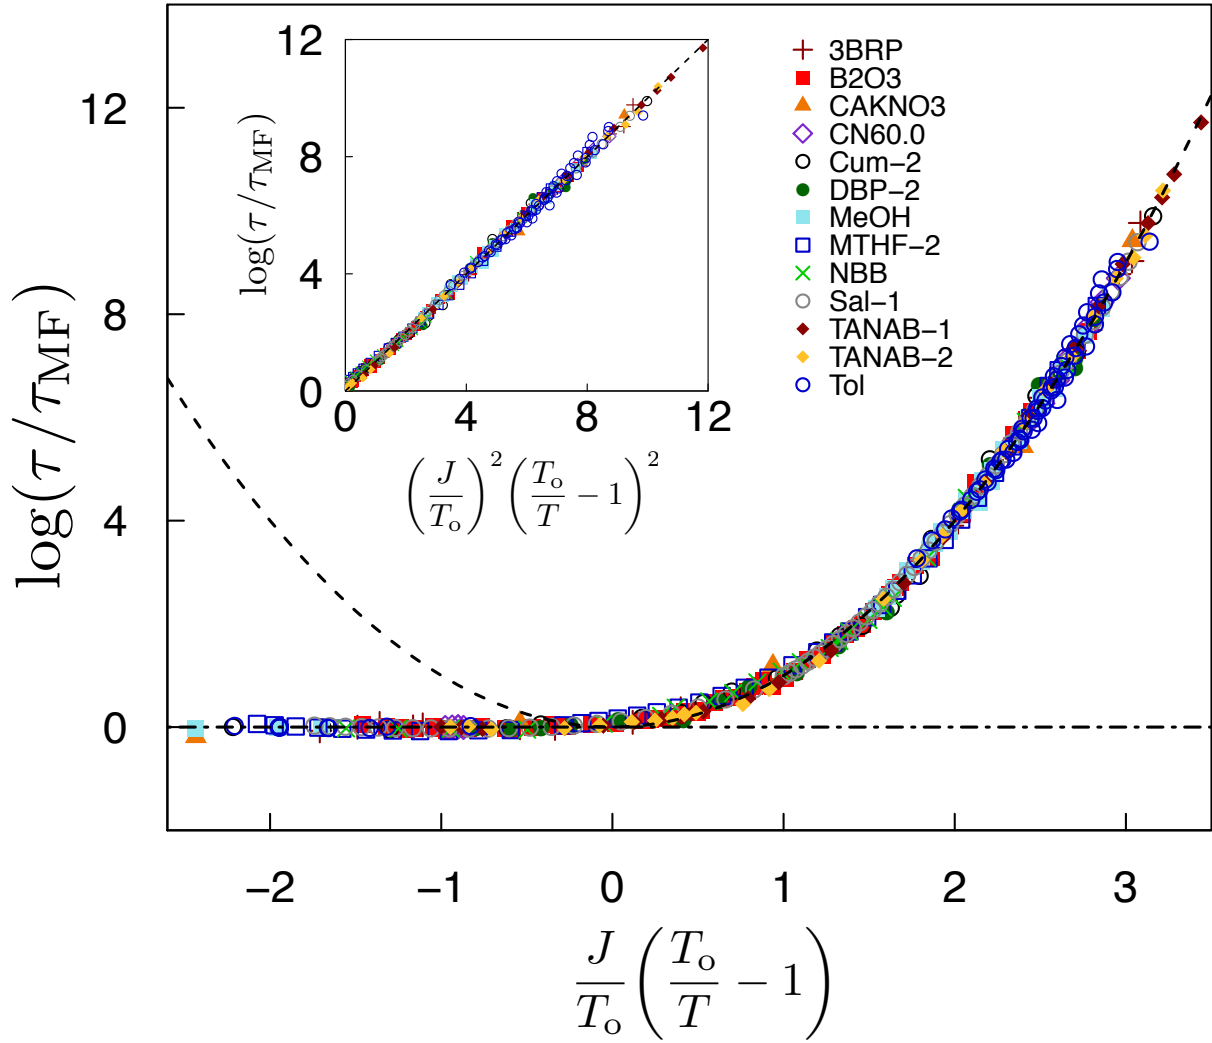 log(τ/τ_MF)
12
8
4
0
−2 −1 0 1 2 3
J/T_o (T_o/T − 1)
log(τ/τ_MF)
12
8
4
0
0 4 8 12
(J/T_o)² (T_o/T − 1)²
3BRP
B2O3
CAKNO3
CN60.0
Cum−2
DBP−2
MeOH
MTHF−2
NBB
Sal−1
TANAB−1
TANAB−2
Tol